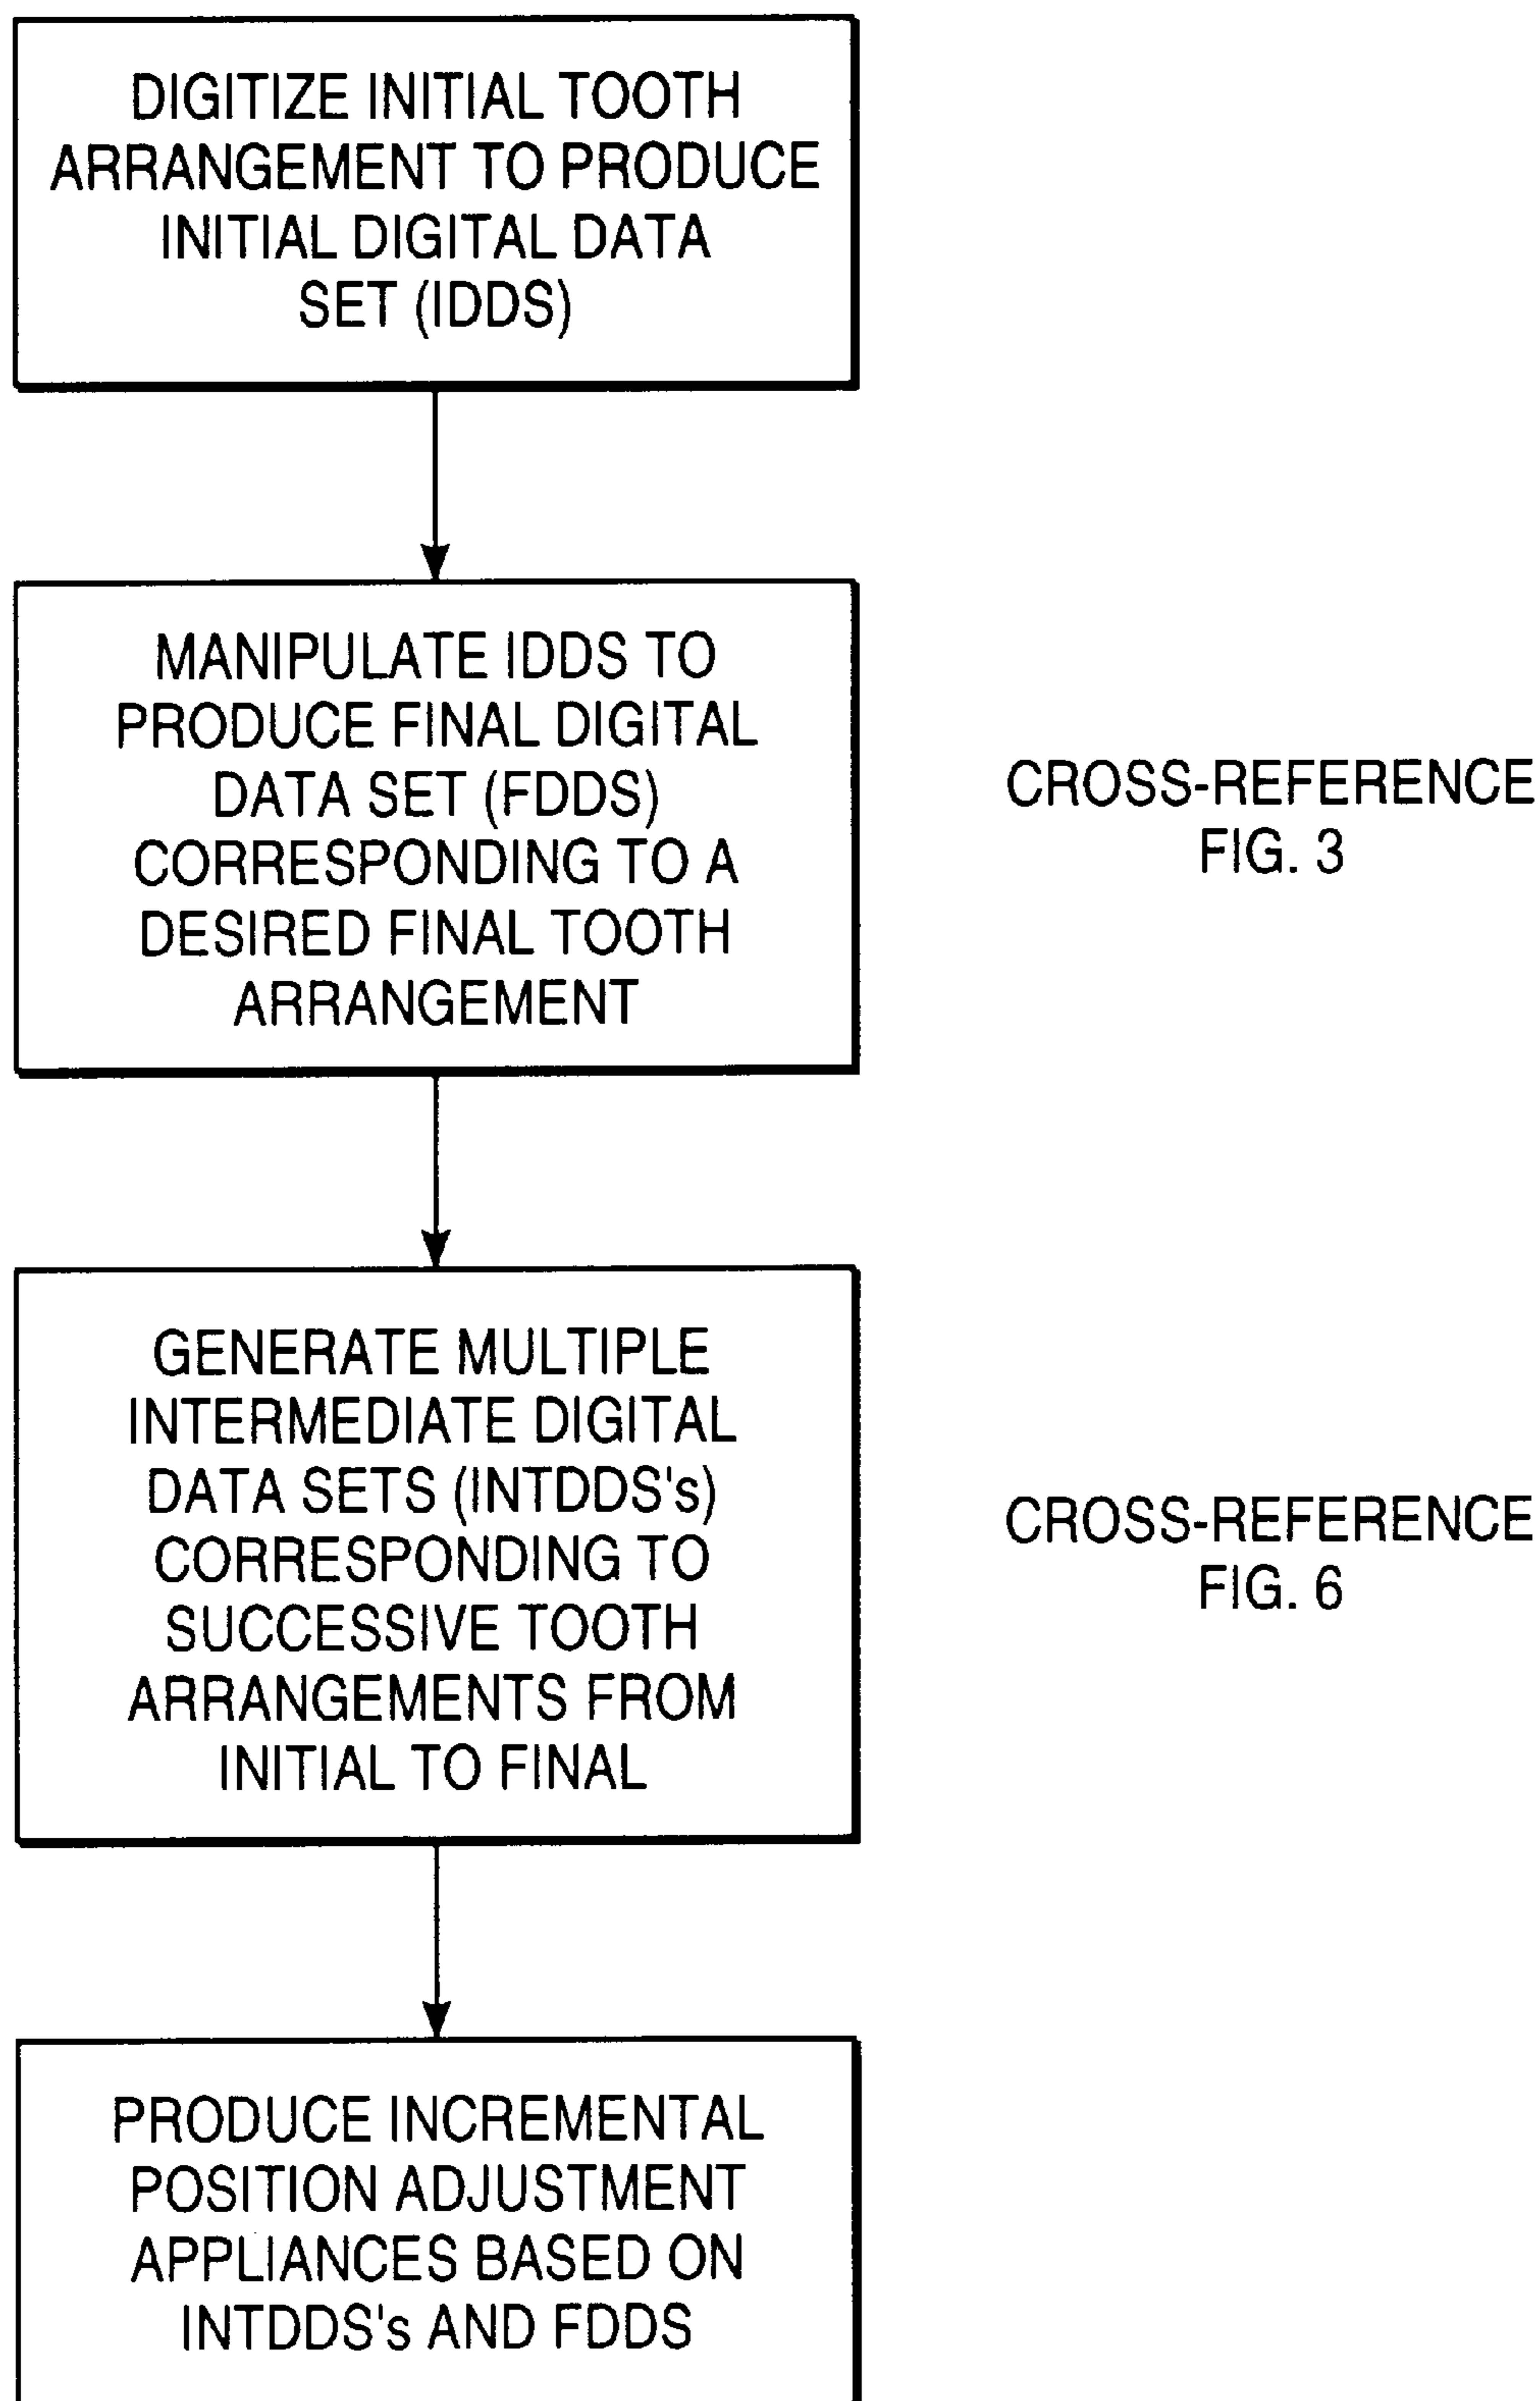 DIGITIZE INITIAL TOOTH
ARRANGEMENT TO PRODUCE
INITIAL DIGITAL DATA
SET (IDDS)
MANIPULATE IDDS TO
PRODUCE FINAL DIGITAL
DATA SET (FDDS)
CORRESPONDING TO A
DESIRED FINAL TOOTH
ARRANGEMENT
CROSS-REFERENCE
FIG. 3
GENERATE MULTIPLE
INTERMEDIATE DIGITAL
DATA SETS (INTDDS's)
CORRESPONDING TO
SUCCESSIVE TOOTH
ARRANGEMENTS FROM
INITIAL TO FINAL
CROSS-REFERENCE
FIG. 6
PRODUCE INCREMENTAL
POSITION ADJUSTMENT
APPLIANCES BASED ON
INTDDS's AND FDDS